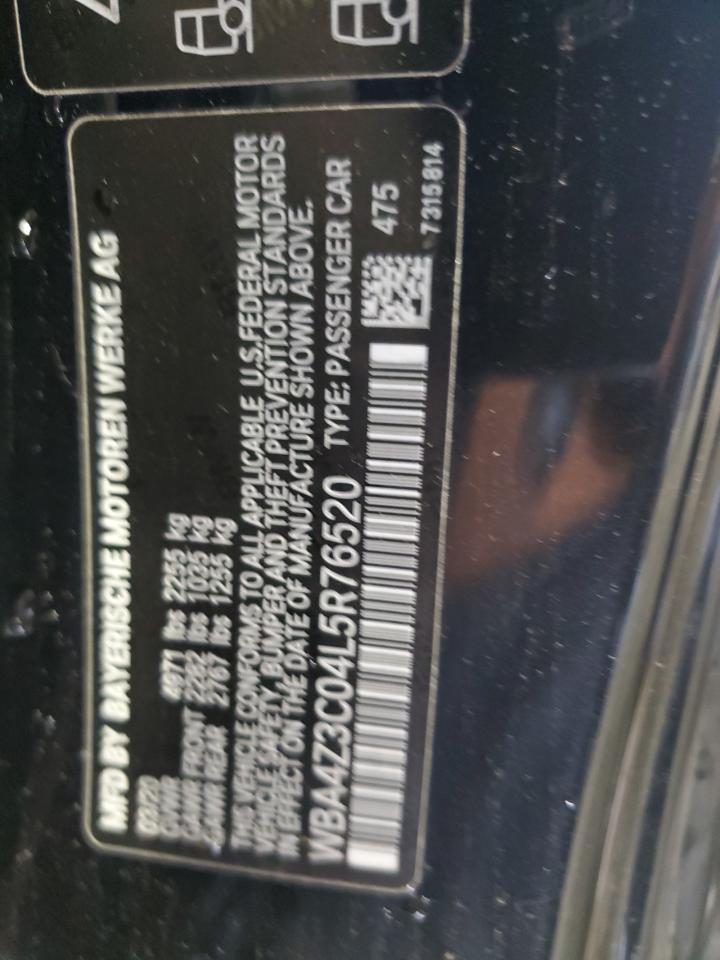 MFD BY BAYERISCHE MOTOREN WERKE AG
03/20
GVWR 4971 lbs 2255 kg
GAWR FRONT 2282 lbs 1035 kg
GAWR REAR 2767 lbs 1255 kg
THIS VEHICLE CONFORMS TO ALL APPLICABLE U.S.FEDERAL MOTOR
VEHICLE SAFETY, BUMPER AND THEFT PREVENTION STANDARDS
IN EFFECT ON THE DATE OF MANUFACTURE SHOWN ABOVE.
WBA4Z3C04L5R76520 TYPE: PASSENGER CAR
475
7315814